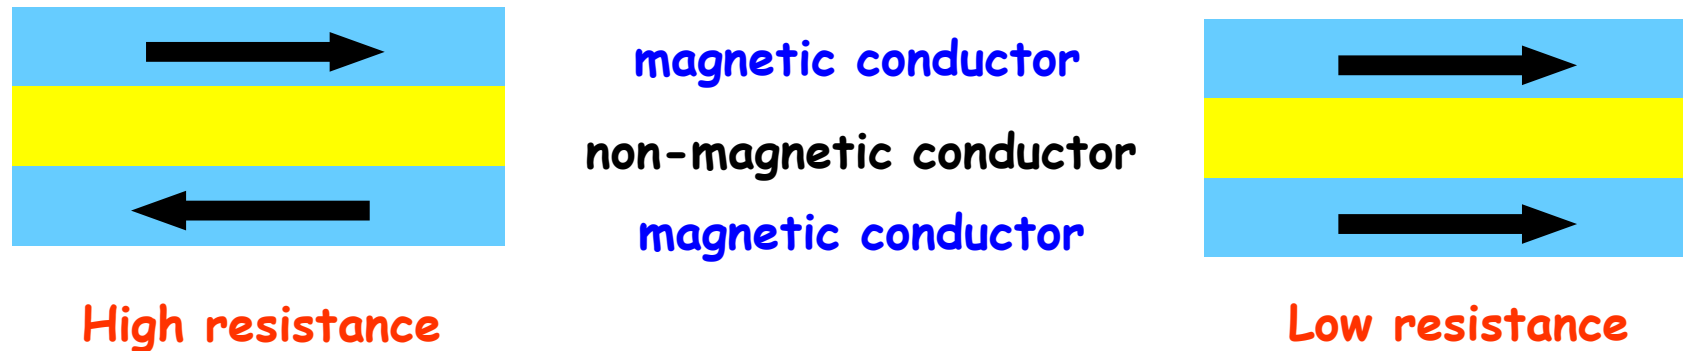 magnetic conductor
non-magnetic conductor
magnetic conductor
High resistance
Low resistance